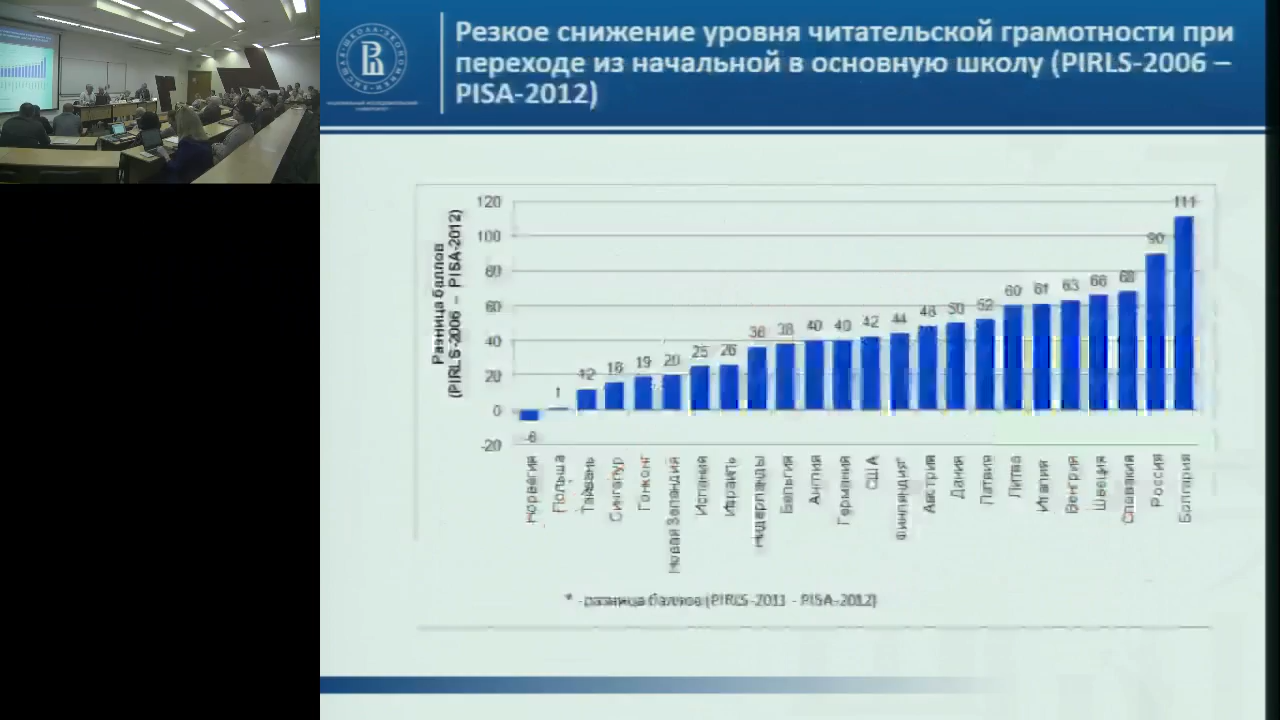 Резкое снижение уровня читательской грамотности при
переходе из начальной в основную школу (PIRLS-2006 –
PISA-2012)
Разница баллов
(PIRLS-2006 – PISA-2012)
120
100
80
60
40
20
0
-20
-6
1
12
16
19
20
25
26
36
38
40
40
42
44
48
50
52
60
61
63
66
68
90
111
Норвегия
Польша
Тайвань
Сингапур
Гонконг
Новая Зеландия
Испания
Израиль
Нидерланды
Бельгия
Англия
Германия
США
Финляндия*
Австрия
Дания
Латвия
Литва
Италия
Венгрия
Швеция
Словакия
Россия
Болгария
* - разница баллов (PIRLS-2011 - PISA-2012)